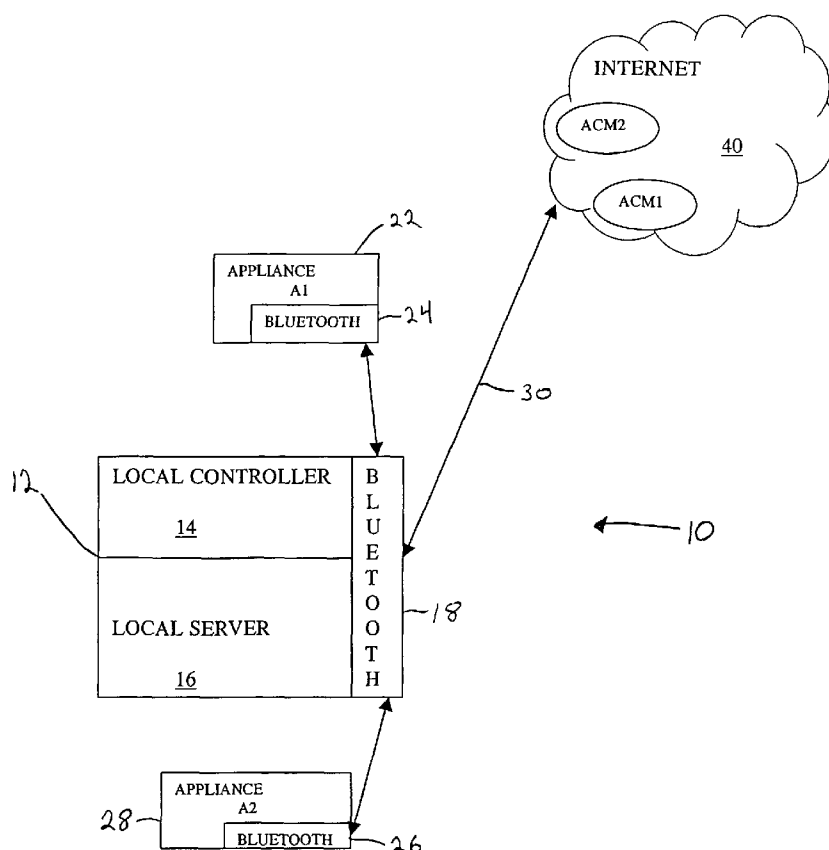 INTERNET
ACM2
40
ACM1
22
APPLIANCE
A1
BLUETOOTH
24
30
12
LOCAL CONTROLLER
14
BLUETOOTH
10
LOCAL SERVER
16
18
APPLIANCE
A2
28
BLUETOOTH
26